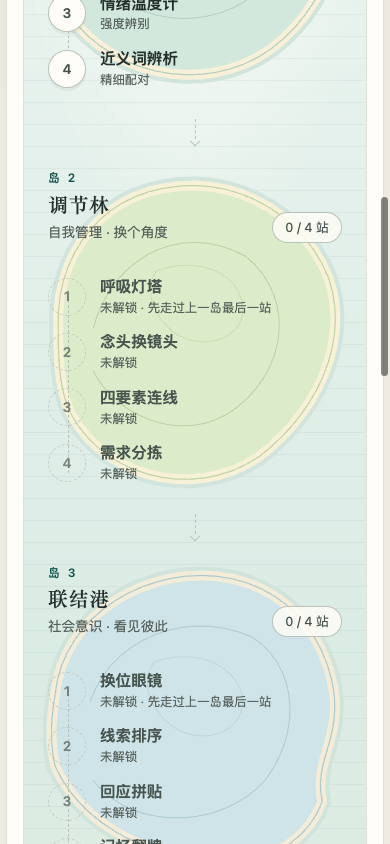 情绪温度计
3
强度辨别
近义词辨析
4
精细配对
岛 2
调节林
0 / 4 站
自我管理 · 换个角度
呼吸灯塔
1
未解锁 · 先走过上一岛最后一站
念头换镜头
2
未解锁
四要素连线
3
未解锁
需求分拣
4
未解锁
岛 3
联结港
0 / 4 站
社会意识 · 看见彼此
换位眼镜
1
未解锁 · 先走过上一岛最后一站
线索排序
2
未解锁
回应拼贴
3
未解锁